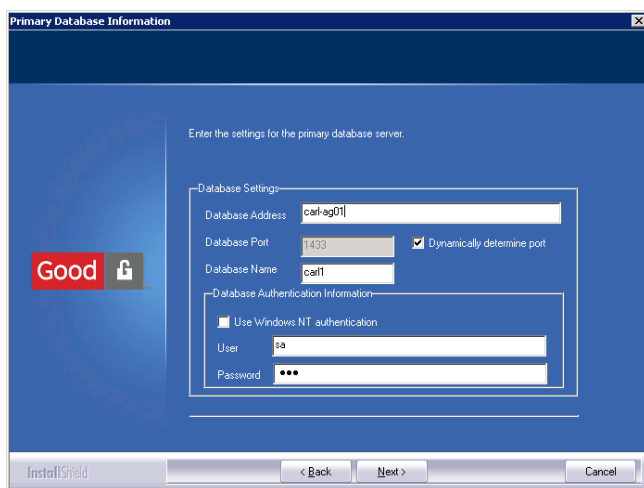 Primary Database Information
Enter the settings for the primary database server.
Database Settings
Database Address carl-ag01
Database Port 1433 Dynamically determine port
Database Name carl1
Database Authentication Information
Use Windows NT authentication
User sa
Password •••
Good
InstallShield
< Back Next > Cancel